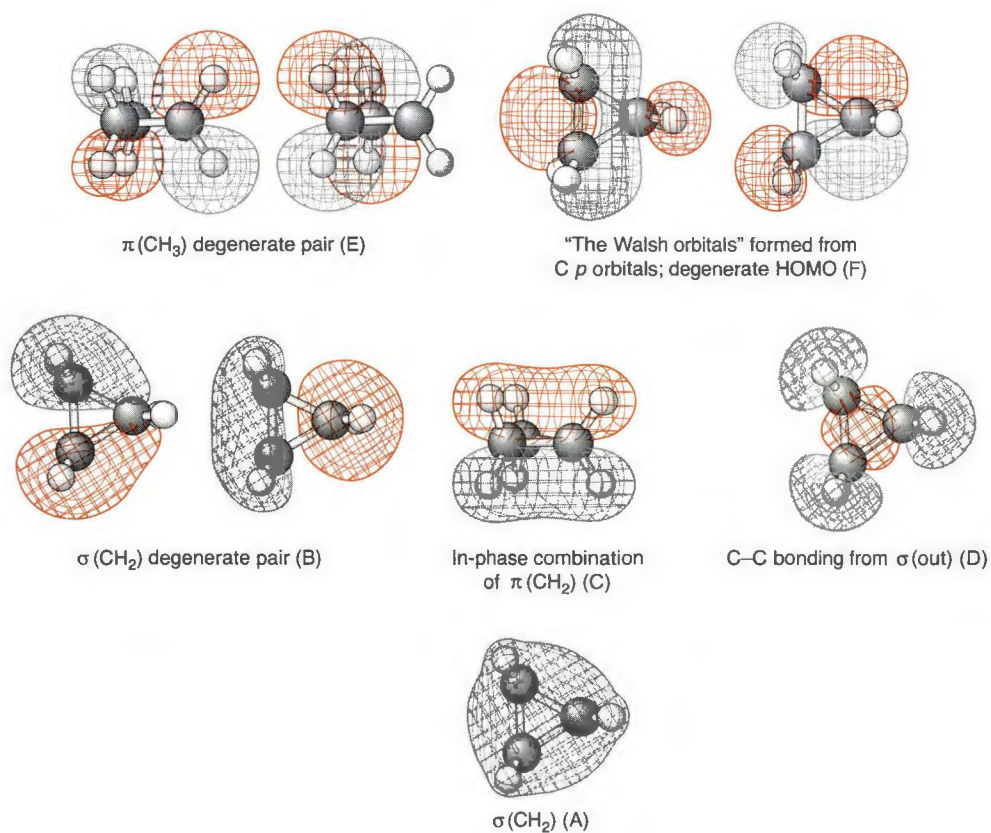 π(CH₃) degenerate pair (E)
"The Walsh orbitals" formed from
C p orbitals; degenerate HOMO (F)
σ(CH₂) degenerate pair (B)
In-phase combination
of π(CH₂) (C)
C–C bonding from σ(out) (D)
σ(CH₂) (A)